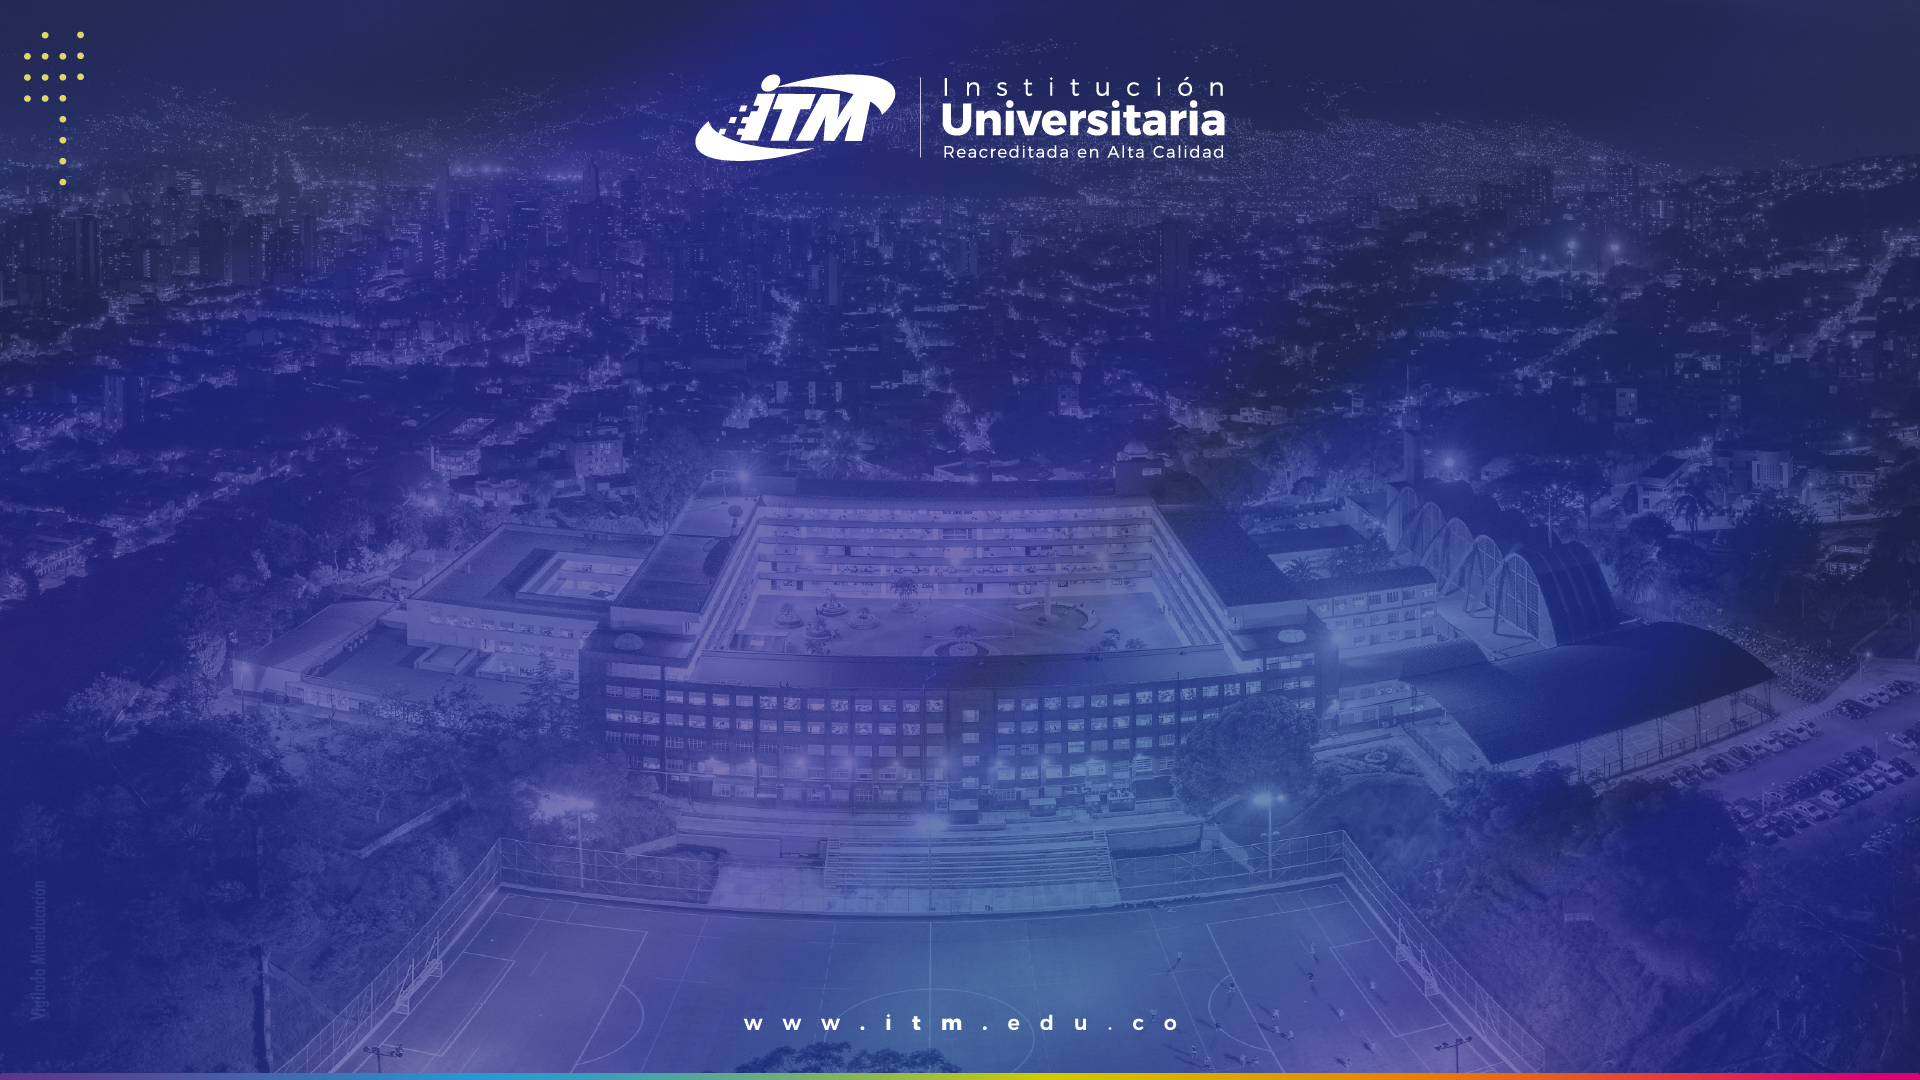 iTM
Institución
Universitaria
Reacreditada en Alta Calidad
Vigilada Mineducación
www.itm.edu.co